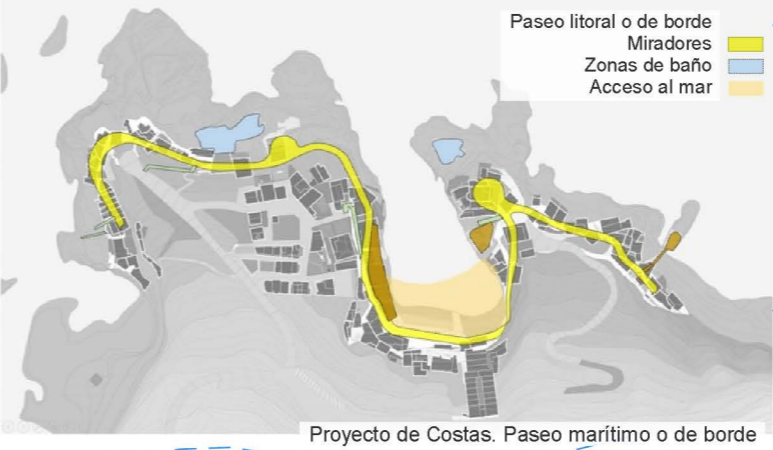 Paseo litoral o de borde
Miradores
Zonas de baño
Acceso al mar
Proyecto de Costas. Paseo marítimo o de borde